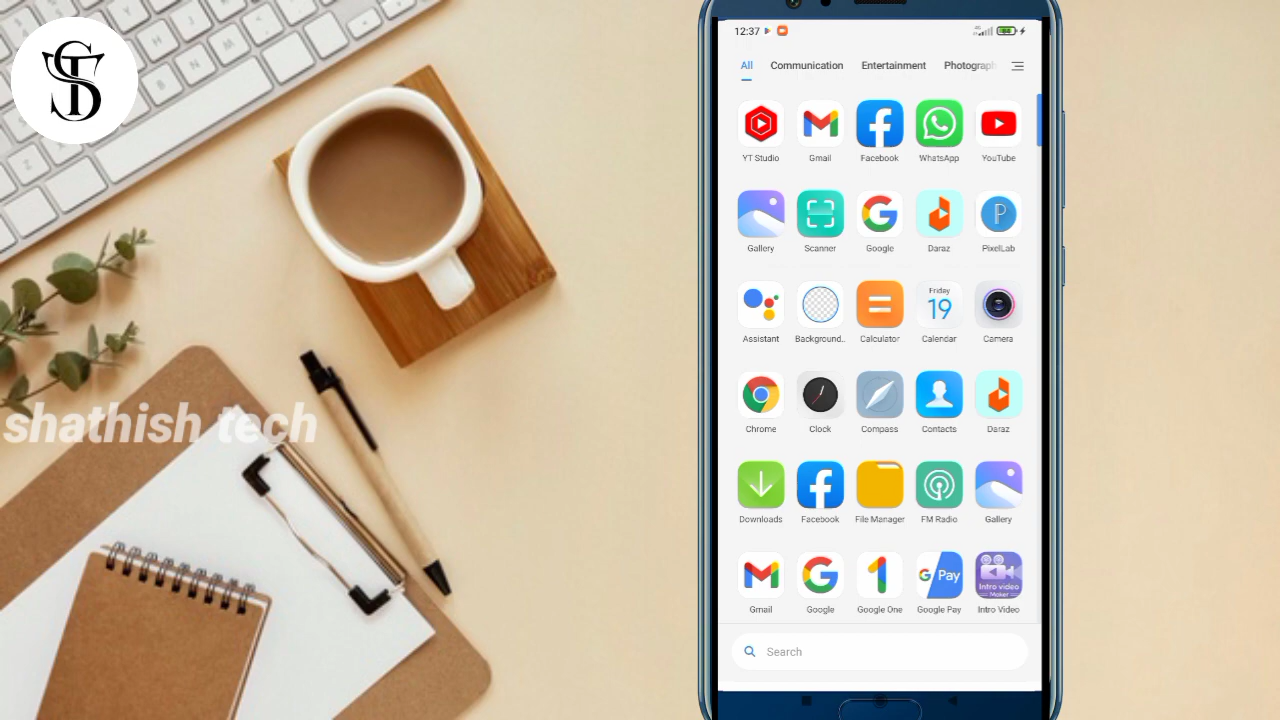 ST
shathish tech
12:37
All Communication Entertainment Photograph
YT Studio Gmail Facebook WhatsApp YouTube
Gallery Scanner Google Daraz PixelLab
Friday
19
Assistant Background.. Calculator Calendar Camera
Chrome Clock Compass Contacts Daraz
Downloads Facebook File Manager FM Radio Gallery
G Pay
Intro video
Maker
Gmail Google Google One Google Pay Intro Video
Search